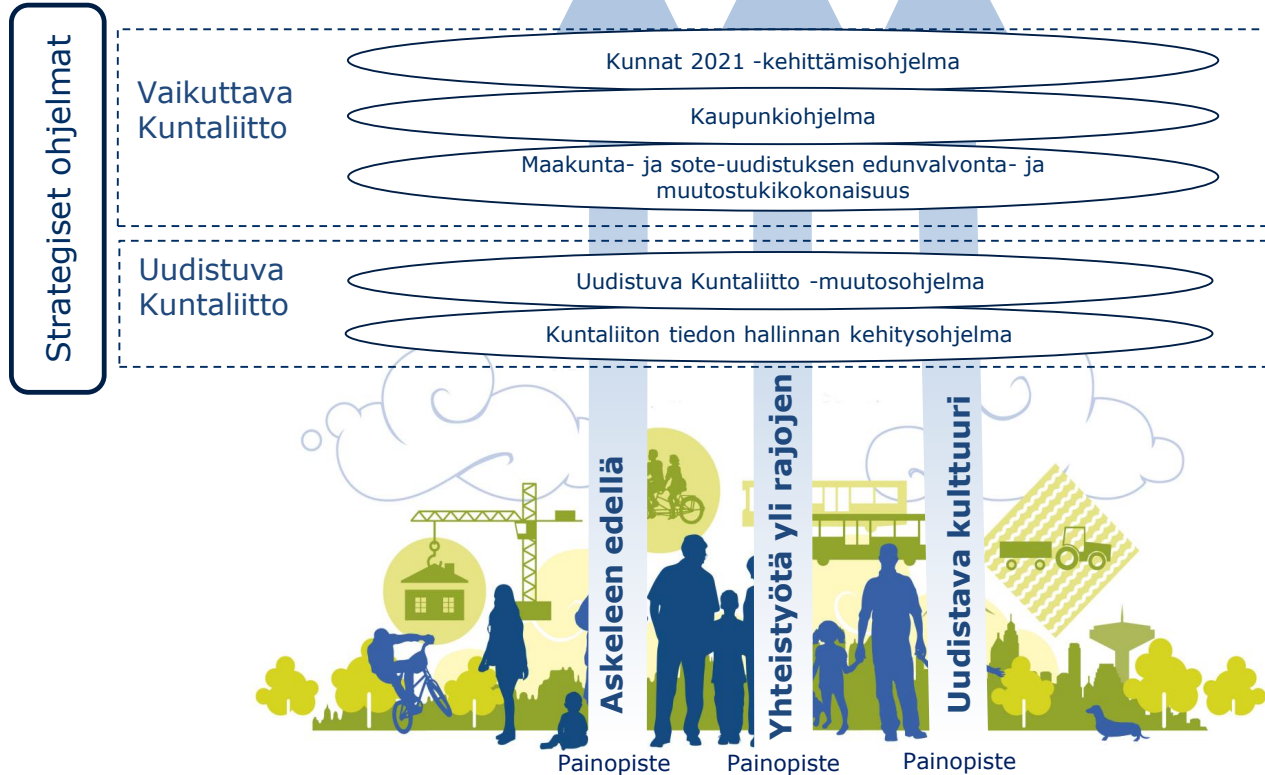 Strategiset ohjelmat
Vaikuttava
Kuntaliitto
Kunnat 2021 -kehittämisohjelma
Kaupunkiohjelma
Maakunta- ja sote-uudistuksen edunvalvonta- ja
muutostukikokonaisuus
Uudistuva
Kuntaliitto
Uudistuva Kuntaliitto -muutosohjelma
Kuntaliiton tiedon hallinnan kehitysohjelma
Askeleen edellä
Yhteistyötä yli rajojen
Uudistava kulttuuri
Painopiste
Painopiste
Painopiste